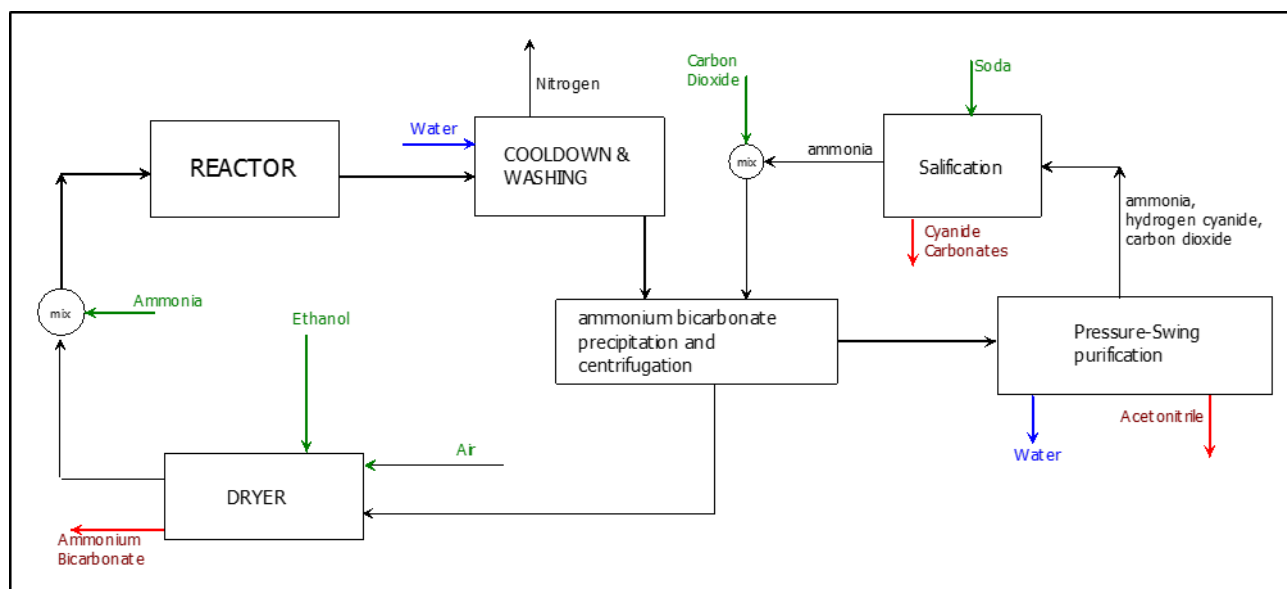 Nitrogen
Carbon
Dioxide
Soda
Water
COOLDOWN &
WASHING
REACTOR
mix
ammonia
Salification
ammonia,
hydrogen cyanide,
carbon dioxide
Cyanide
Carbonates
Ammonia
mix
Ethanol
ammonium bicarbonate
precipitation and
centrifugation
Pressure-Swing
purification
Acetonitrile
Water
Air
DRYER
Ammonium
Bicarbonate